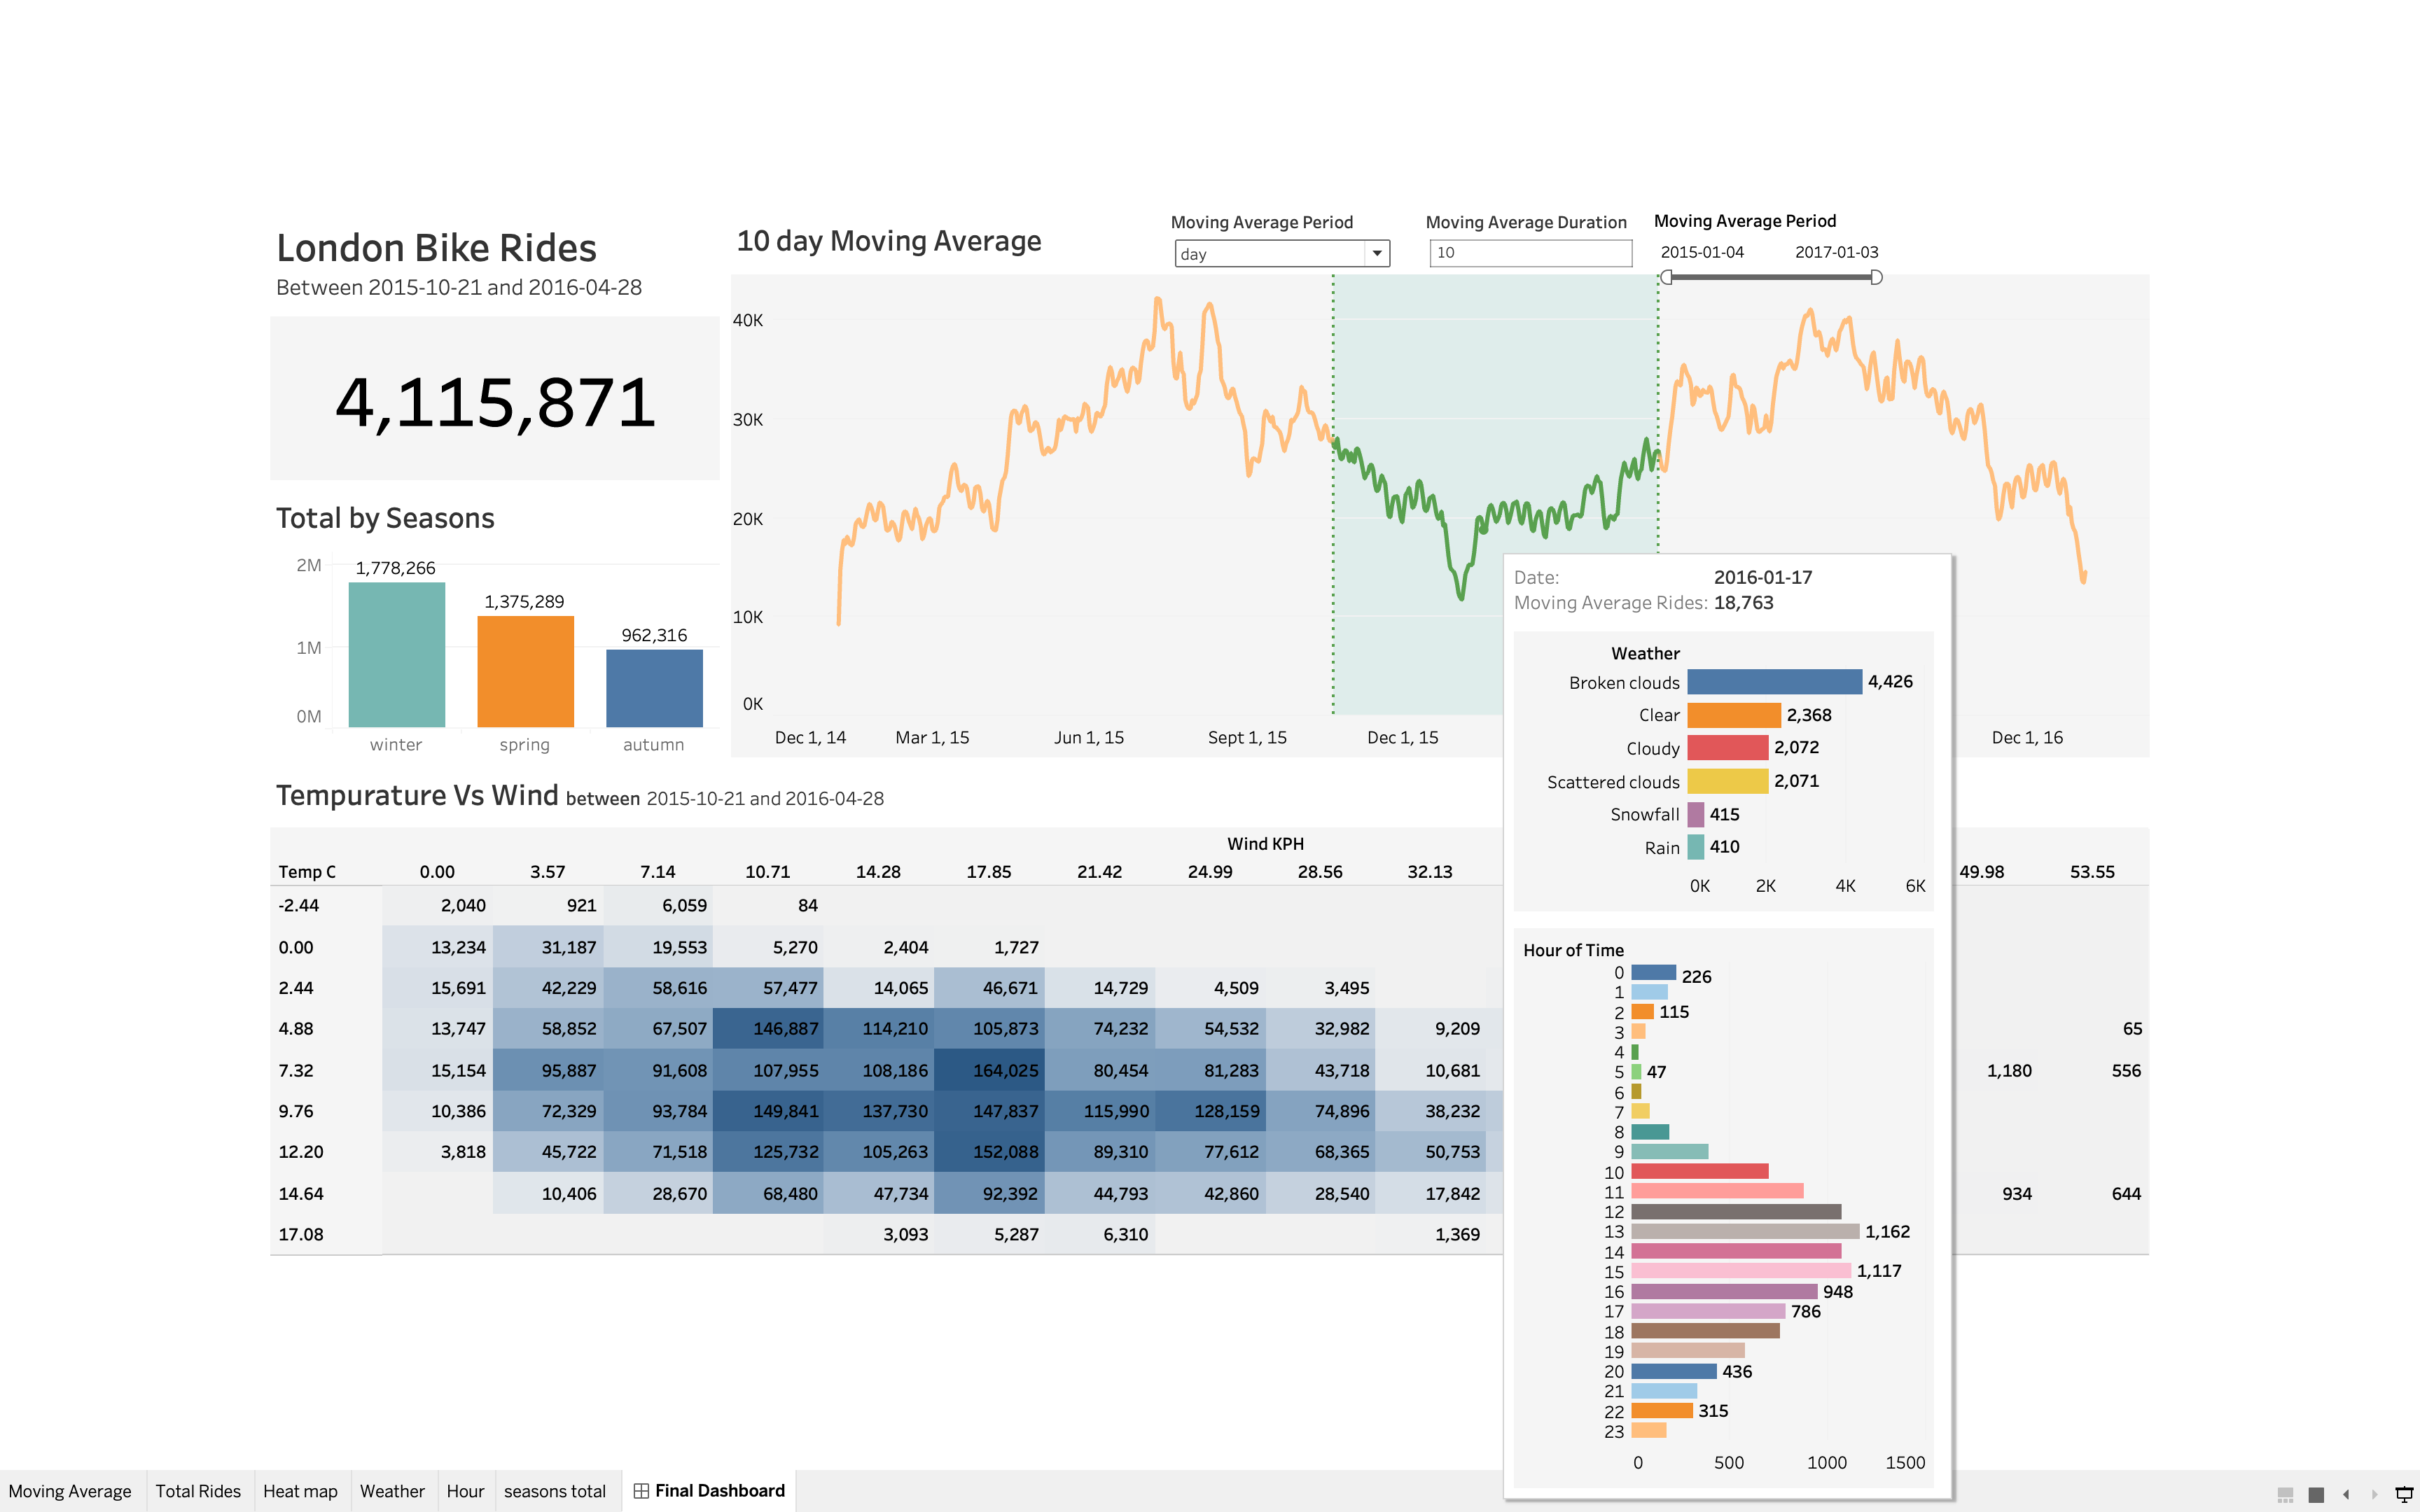 London Bike Rides
Between 2015-10-21 and 2016-04-28
4,115,871
Total by Seasons
2M
1M
0M
1,778,266
1,375,289
962,316
winter spring autumn
10 day Moving Average
Moving Average Period
day
Moving Average Duration
10
Moving Average Period
2015-01-04 2017-01-03
40K
30K
20K
10K
0K
Dec 1, 14 Mar 1, 15 Jun 1, 15 Sept 1, 15 Dec 1, 15 Dec 1, 16
Tempurature Vs Wind between 2015-10-21 and 2016-04-28
Wind KPH
Temp C 0.00 3.57 7.14 10.71 14.28 17.85 21.42 24.99 28.56 32.13 49.98 53.55
-2.44 2,040 921 6,059 84
0.00 13,234 31,187 19,553 5,270 2,404 1,727
2.44 15,691 42,229 58,616 57,477 14,065 46,671 14,729 4,509 3,495
4.88 13,747 58,852 67,507 146,887 114,210 105,873 74,232 54,532 32,982 9,209 65
7.32 15,154 95,887 91,608 107,955 108,186 164,025 80,454 81,283 43,718 10,681 1,180 556
9.76 10,386 72,329 93,784 149,841 137,730 147,837 115,990 128,159 74,896 38,232
12.20 3,818 45,722 71,518 125,732 105,263 152,088 89,310 77,612 68,365 50,753
14.64 10,406 28,670 68,480 47,734 92,392 44,793 42,860 28,540 17,842 934 644
17.08 3,093 5,287 6,310 1,369
Date: 2016-01-17
Moving Average Rides: 18,763
Weather
Broken clouds 4,426
Clear 2,368
Cloudy 2,072
Scattered clouds 2,071
Snowfall 415
Rain 410
0K 2K 4K 6K
Hour of Time
0 226
1
2 115
3
4
5 47
6
7
8
9
10
11
12
13 1,162
14
15 1,117
16 948
17 786
18
19
20 436
21
22 315
23
0 500 1000 1500
Moving Average Total Rides Heat map Weather Hour seasons total Final Dashboard